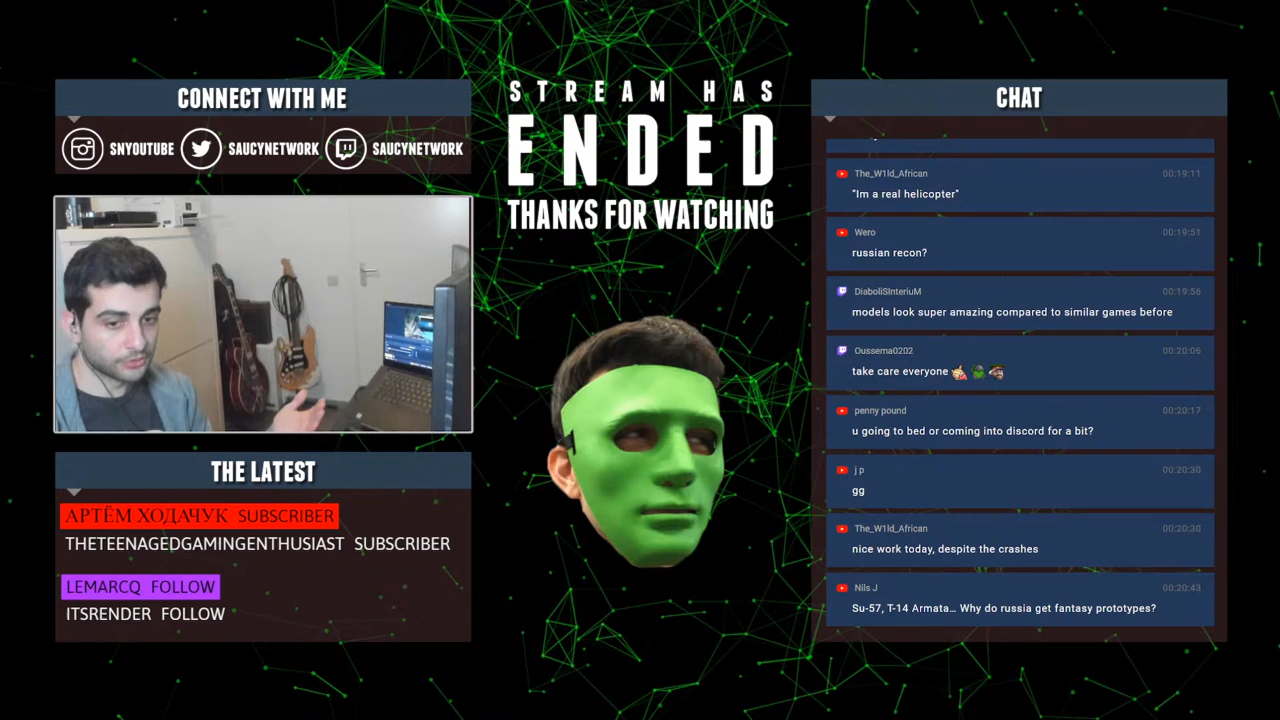 CONNECT WITH ME
SNYOUTUBE SAUCYNETWORK SAUCYNETWORK
THE LATEST
АРТЁМ ХОДАЧУК SUBSCRIBER
THETEENAGEDGAMINGENTHUSIAST SUBSCRIBER
LEMARCQ FOLLOW
ITSRENDER FOLLOW
STREAM HAS
ENDED
THANKS FOR WATCHING
CHAT
The_W1ld_African 00:19:11
"Im a real helicopter"
Wero 00:19:51
russian recon?
DiaboliSInteriuM 00:19:56
models look super amazing compared to similar games before
Oussema0202 00:20:06
take care everyone
penny pound 00:20:17
u going to bed or coming into discord for a bit?
j p 00:20:30
gg
The_W1ld_African 00:20:30
nice work today, despite the crashes
Nils J 00:20:43
Su-57, T-14 Armata... Why do russia get fantasy prototypes?